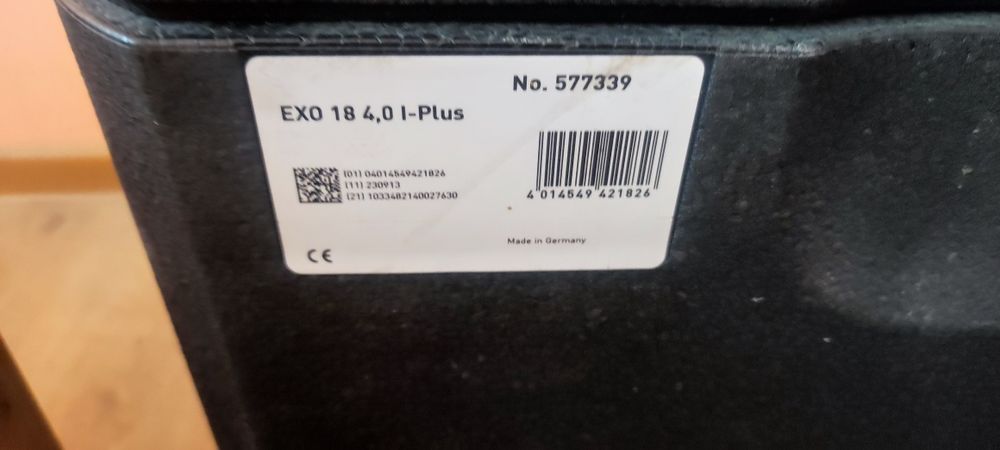 No. 577339
EXO 18 4,0 I-Plus
(01) 04014549421826
(11) 230913
(21) 1033482140027630
4 014549 421826
Made in Germany
CE